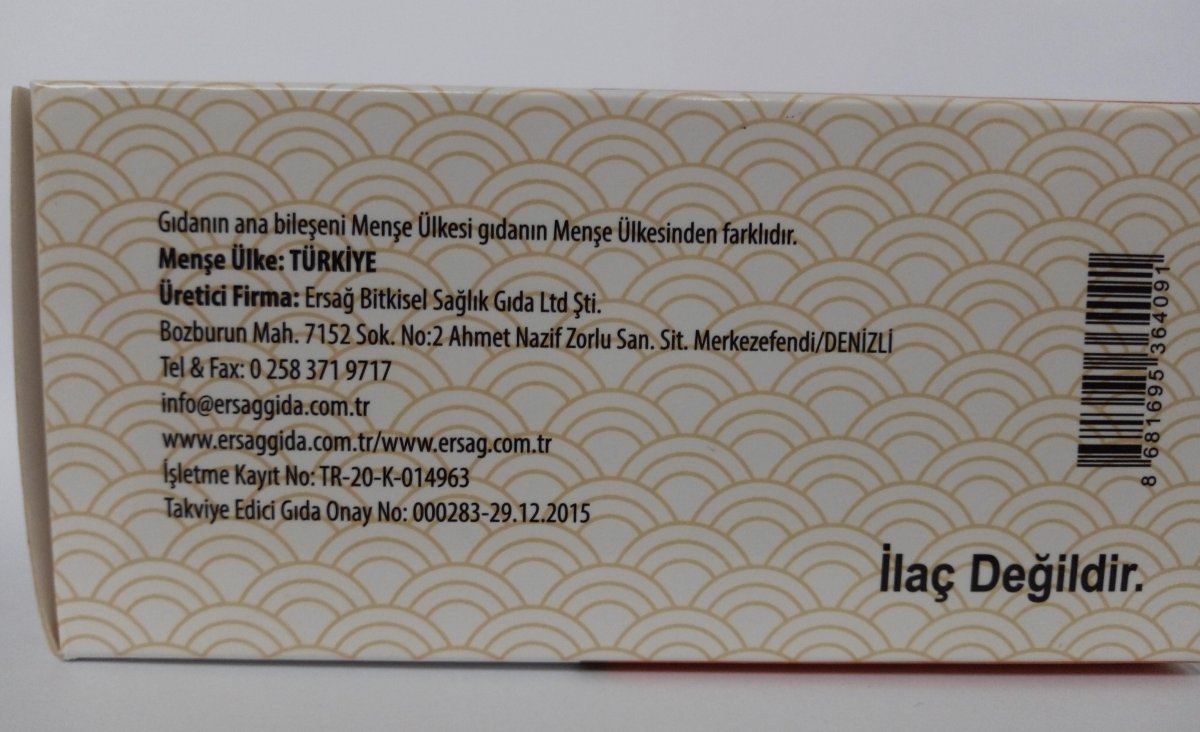 Gıdanın ana bileşeni Menşe Ülkesi gıdanın Menşe Ülkesinden farklıdır.
Menşe Ülke: TÜRKİYE
Üretici Firma: Ersağ Bitkisel Sağlık Gıda Ltd Şti.
Bozburun Mah. 7152 Sok. No:2 Ahmet Nazif Zorlu San. Sit. Merkezefendi/DENİZLİ
Tel & Fax: 0 258 371 9717
info@ersaggida.com.tr
www.ersaggida.com.tr/www.ersag.com.tr
İşletme Kayıt No: TR-20-K-014963
Takviye Edici Gıda Onay No: 000283-29.12.2015
8 681695 364091
İlaç Değildir.